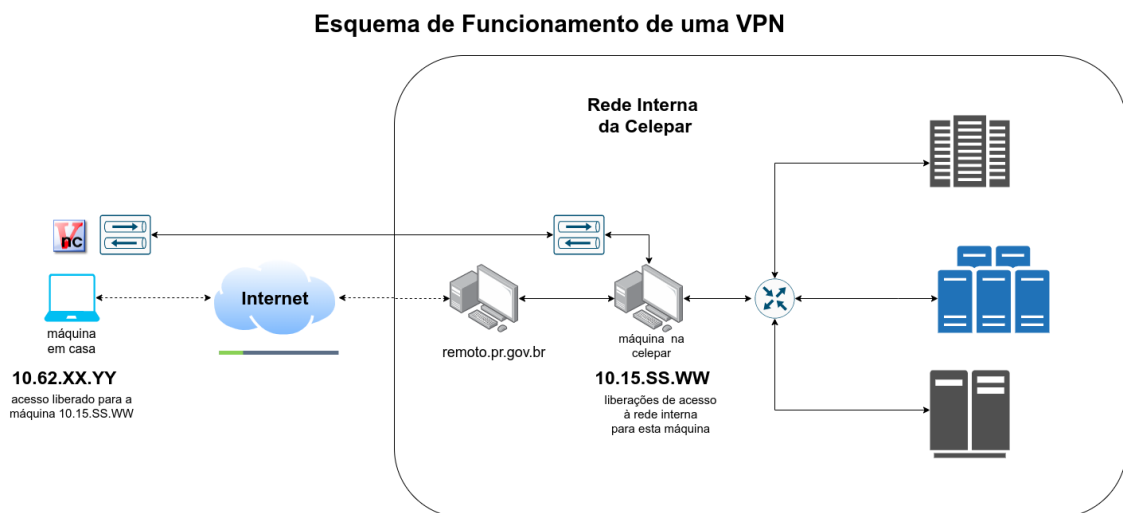 Esquema de Funcionamento de uma VPN
Rede Interna
da Celepar
V
nc
Internet
máquina
em casa
10.62.XX.YY
acesso liberado para a
máquina 10.15.SS.WW
remoto.pr.gov.br
máquina na
celepar
10.15.SS.WW
liberações de acesso
à rede interna
para esta máquina